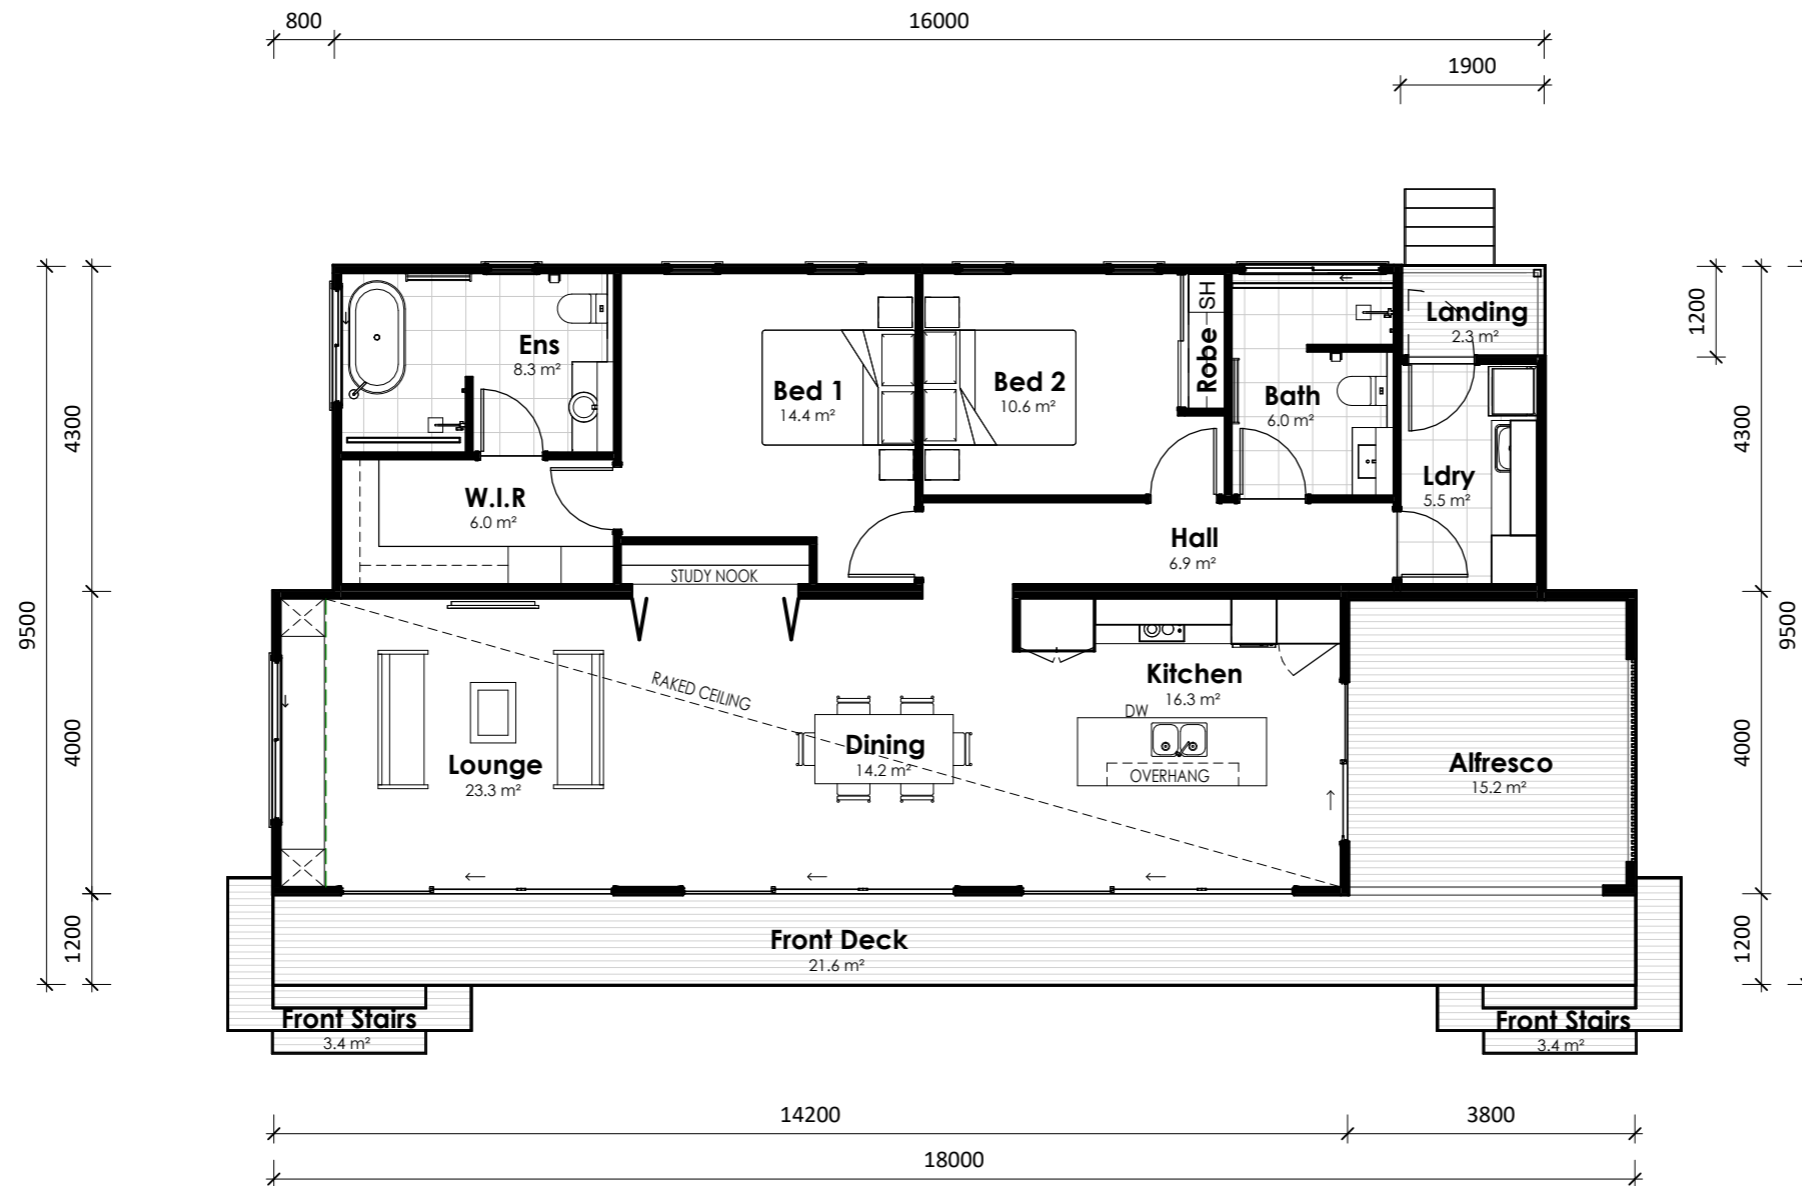 800
16000
1900
Landing
2.3 m²
1200
SH
Robe
Ens
8.3 m²
Bed 1
14.4 m²
Bed 2
10.6 m²
Bath
6.0 m²
4300
4300
W.I.R
6.0 m²
Ldry
5.5 m²
Hall
6.9 m²
STUDY NOOK
9500
9500
RAKED CEILING
Kitchen
16.3 m²
DW
OVERHANG
Dining
14.2 m²
Lounge
23.3 m²
Alfresco
15.2 m²
4000
4000
Front Deck
21.6 m²
1200
1200
Front Stairs
3.4 m²
Front Stairs
3.4 m²
14200
3800
18000